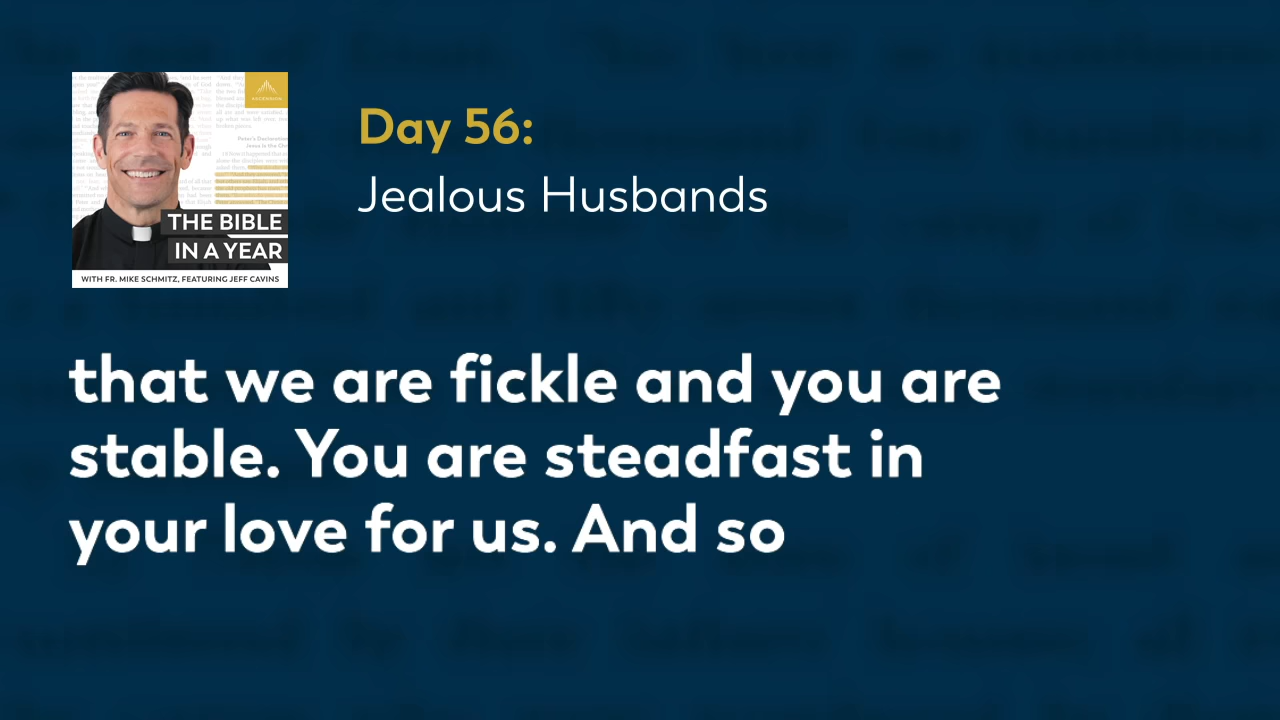 Day 56:
Jealous Husbands
ASCENSION
THE BIBLE
IN A YEAR
WITH FR. MIKE SCHMITZ, FEATURING JEFF CAVINS
that we are fickle and you are
stable. You are steadfast in
your love for us. And so